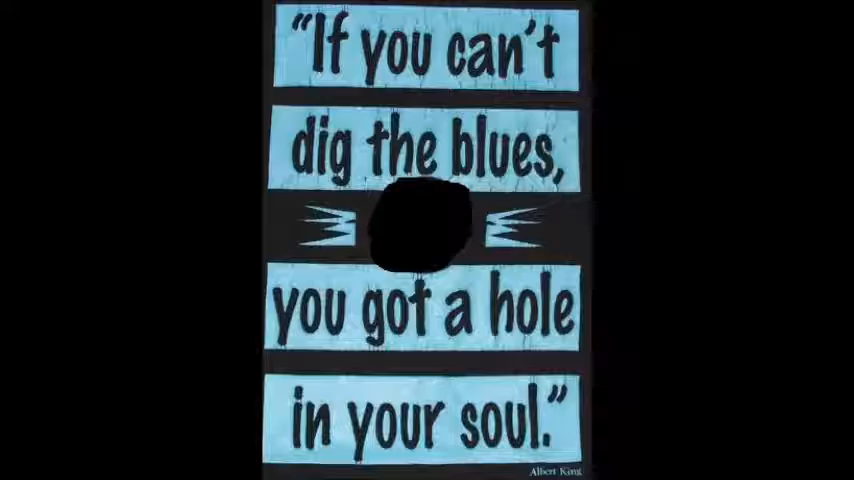 “If you can’t
dig the blues,
you got a hole
in your soul.”
Albert King